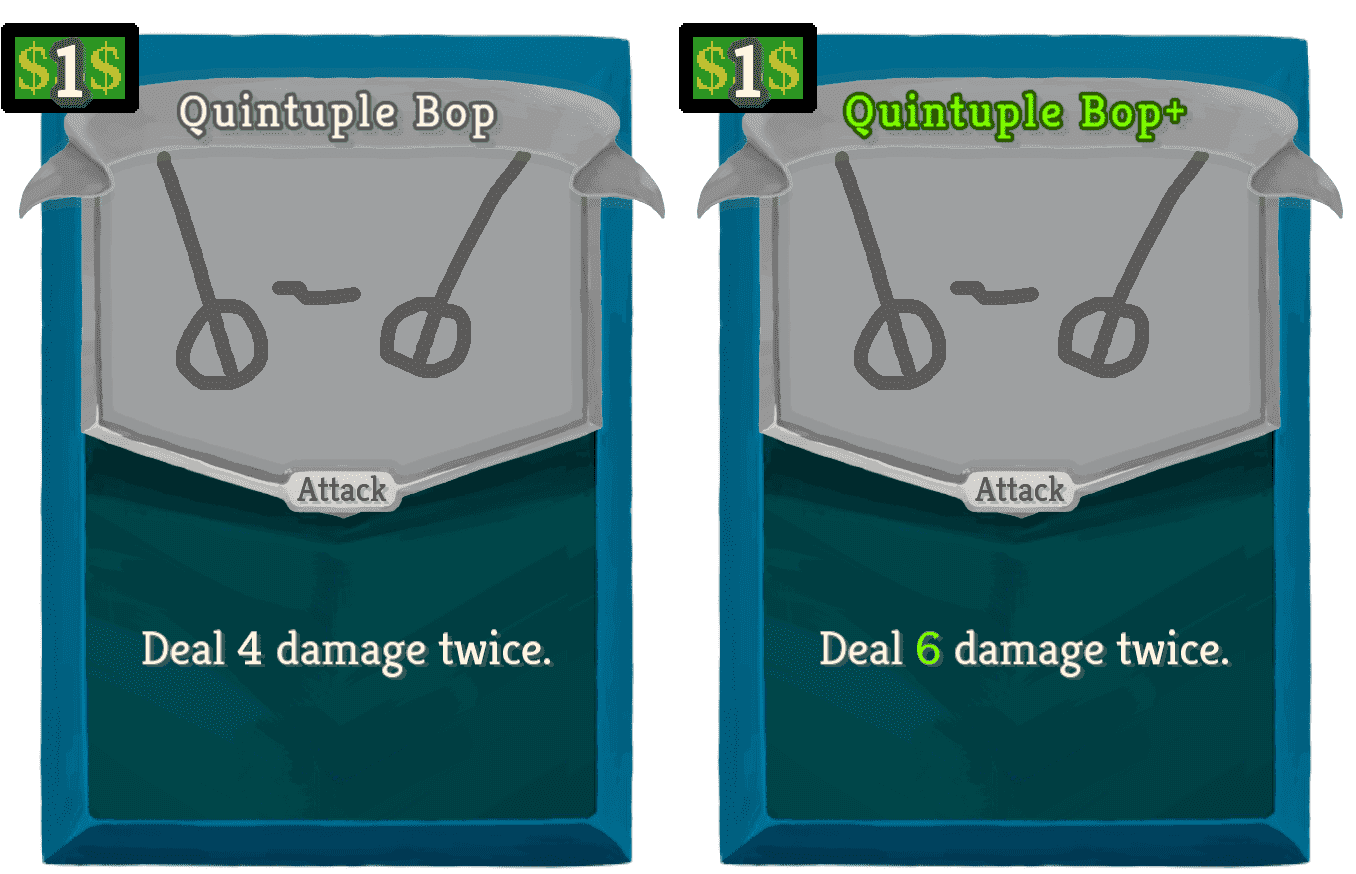 $1$
Quintuple Bop
Attack
Deal 4 damage twice.
$1$
Quintuple Bop+
Attack
Deal 6 damage twice.